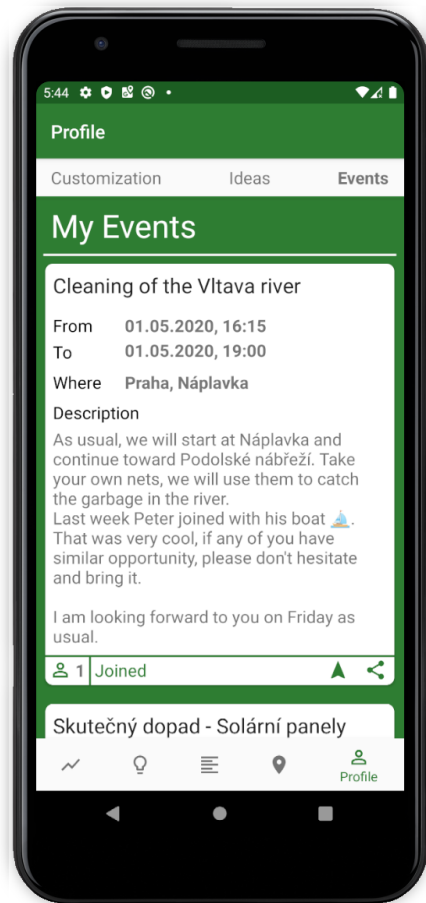 5:44
Profile
Customization Ideas Events
My Events
Cleaning of the Vltava river
From 01.05.2020, 16:15
To 01.05.2020, 19:00
Where Praha, Náplavka
Description
As usual, we will start at Náplavka and
continue toward Podolské nábřeží. Take
your own nets, we will use them to catch
the garbage in the river.
Last week Peter joined with his boat ⛵.
That was very cool, if any of you have
similar opportunity, please don't hesitate
and bring it.
I am looking forward to you on Friday as
usual.
1 Joined
Skutečný dopad - Solární panely
Profile